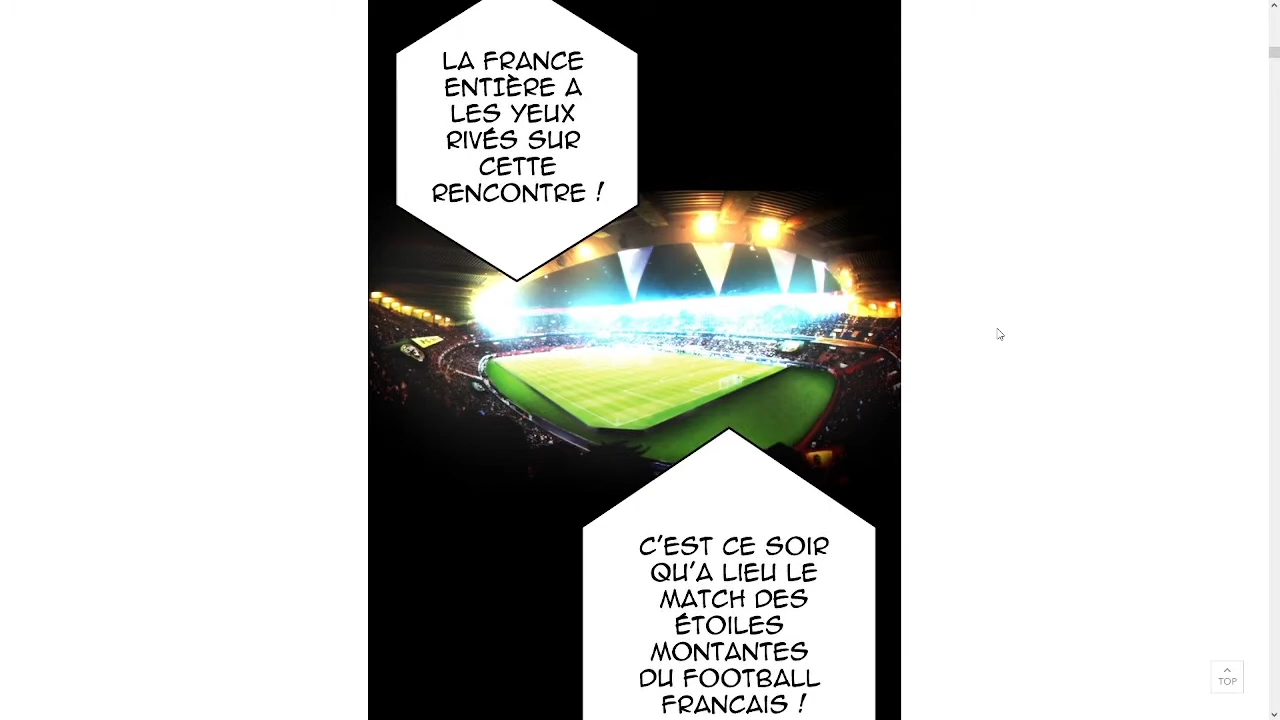 LA FRANCE
ENTIÈRE A
LES YEUX
RIVÉS SUR
CETTE
RENCONTRE !
C'EST CE SOIR
QU'A LIEU LE
MATCH DES
ÉTOILES
MONTANTES
DU FOOTBALL
FRANCAIS !
TOP